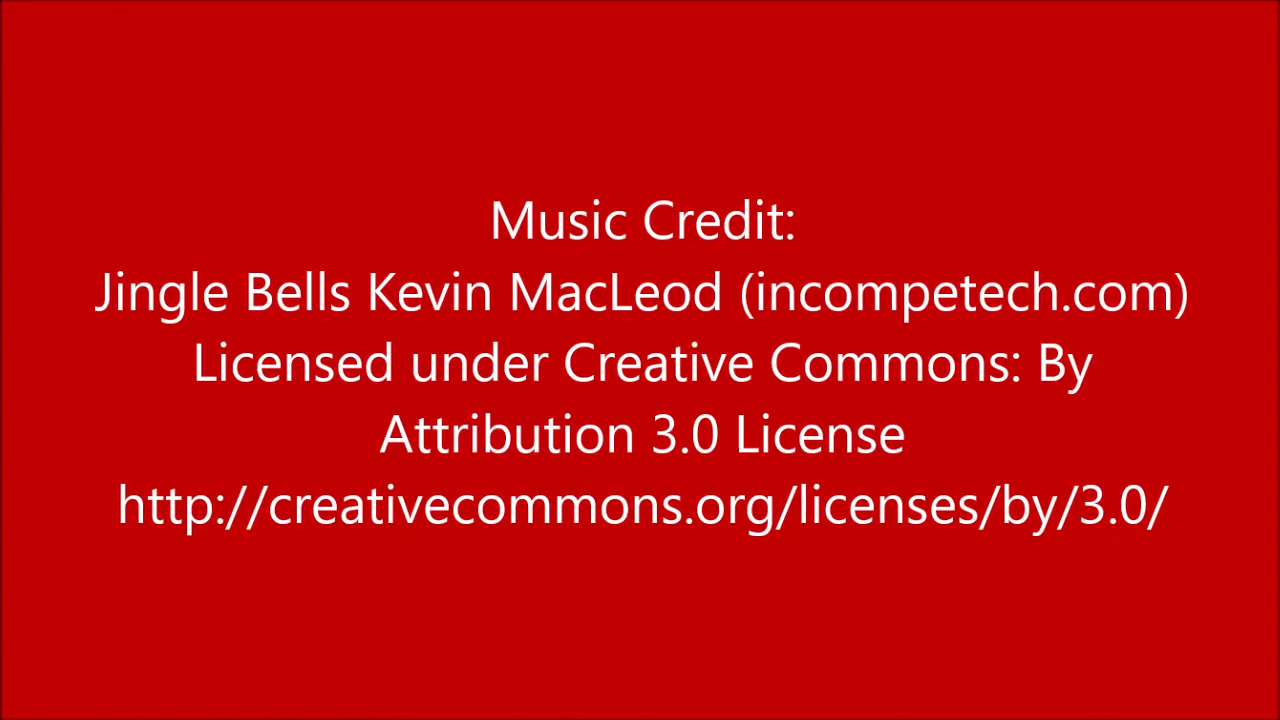 Music Credit:
Jingle Bells Kevin MacLeod (incompetech.com)
Licensed under Creative Commons: By
Attribution 3.0 License
http://creativecommons.org/licenses/by/3.0/